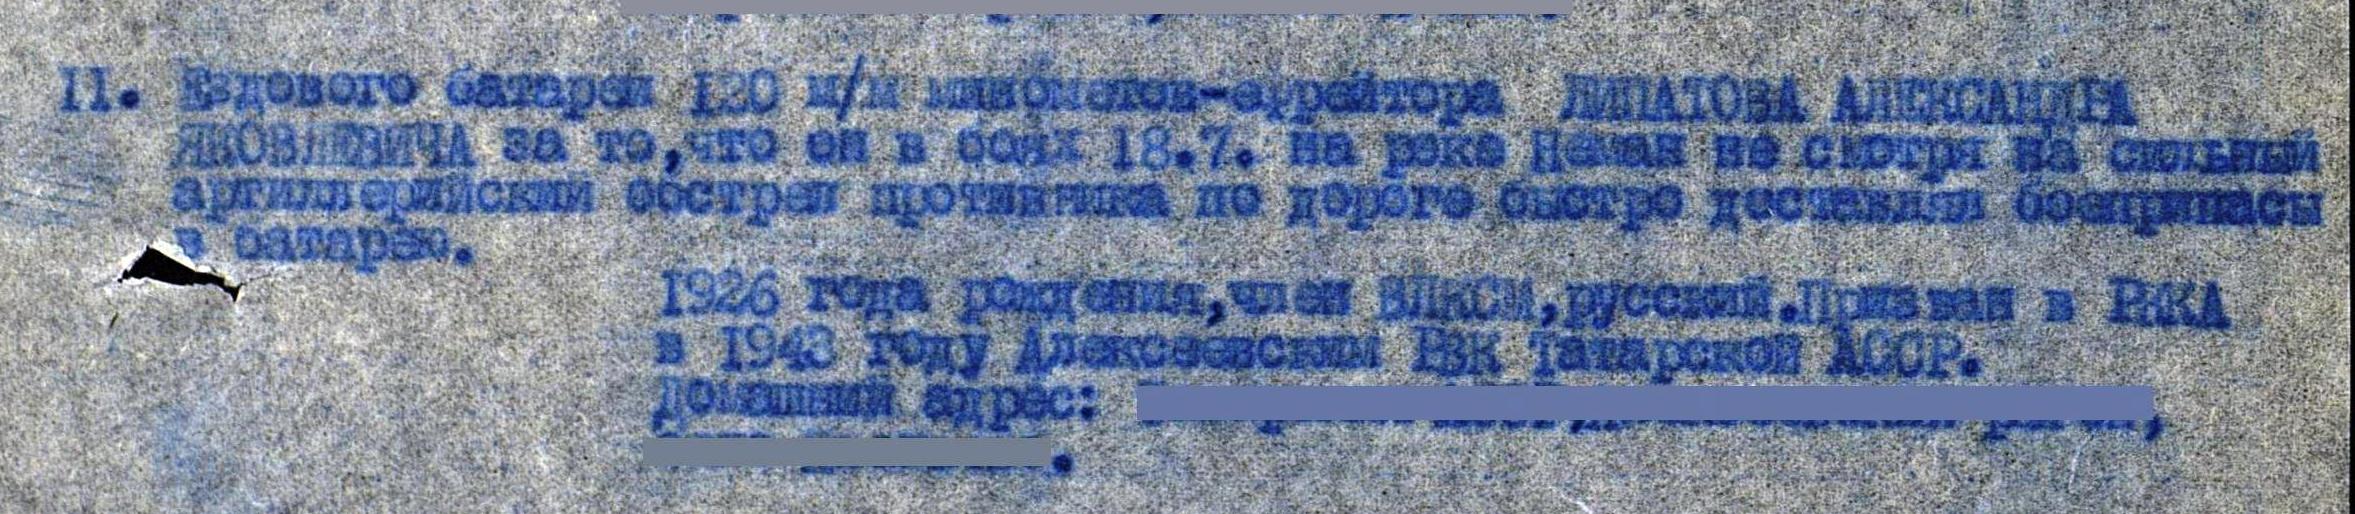 11. Ездового батареи 120 м/м минометов-ефрейтора ЛИПАТОВА АЛЕКСАНДРА
ЯКОВЛЕВИЧА за то,что он в боях 18.7. на реке Неман не смотря на сильный
артиллерийский обстрел противника по дороге быстро доставлял боеприпасы
в батарею.
1926 года рождения,член ВЛКСМ,русский.Призван в РККА
в 1943 году Алексеевским РВК Татарской АССР.
Домашний адрес: